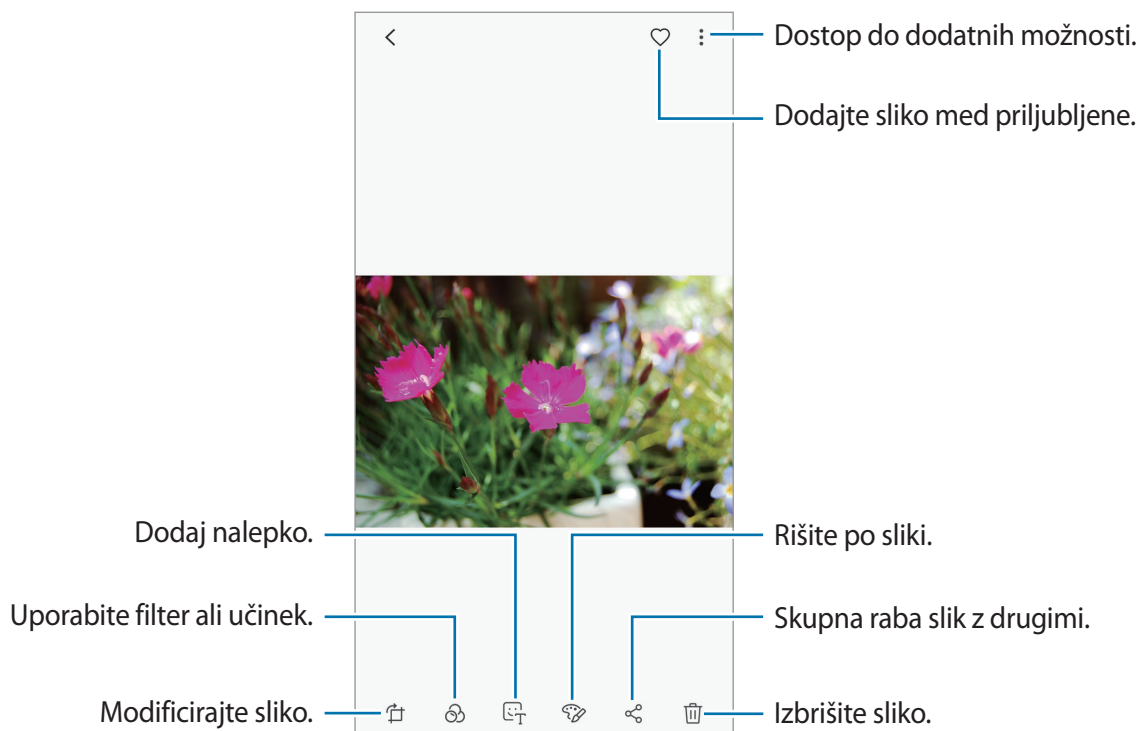 Dostop do dodatnih možnosti.
Dodajte sliko med priljubljene.
Dodaj nalepko.
Rišite po sliki.
Uporabite filter ali učinek.
Skupna raba slik z drugimi.
Modificirajte sliko.
Izbrišite sliko.